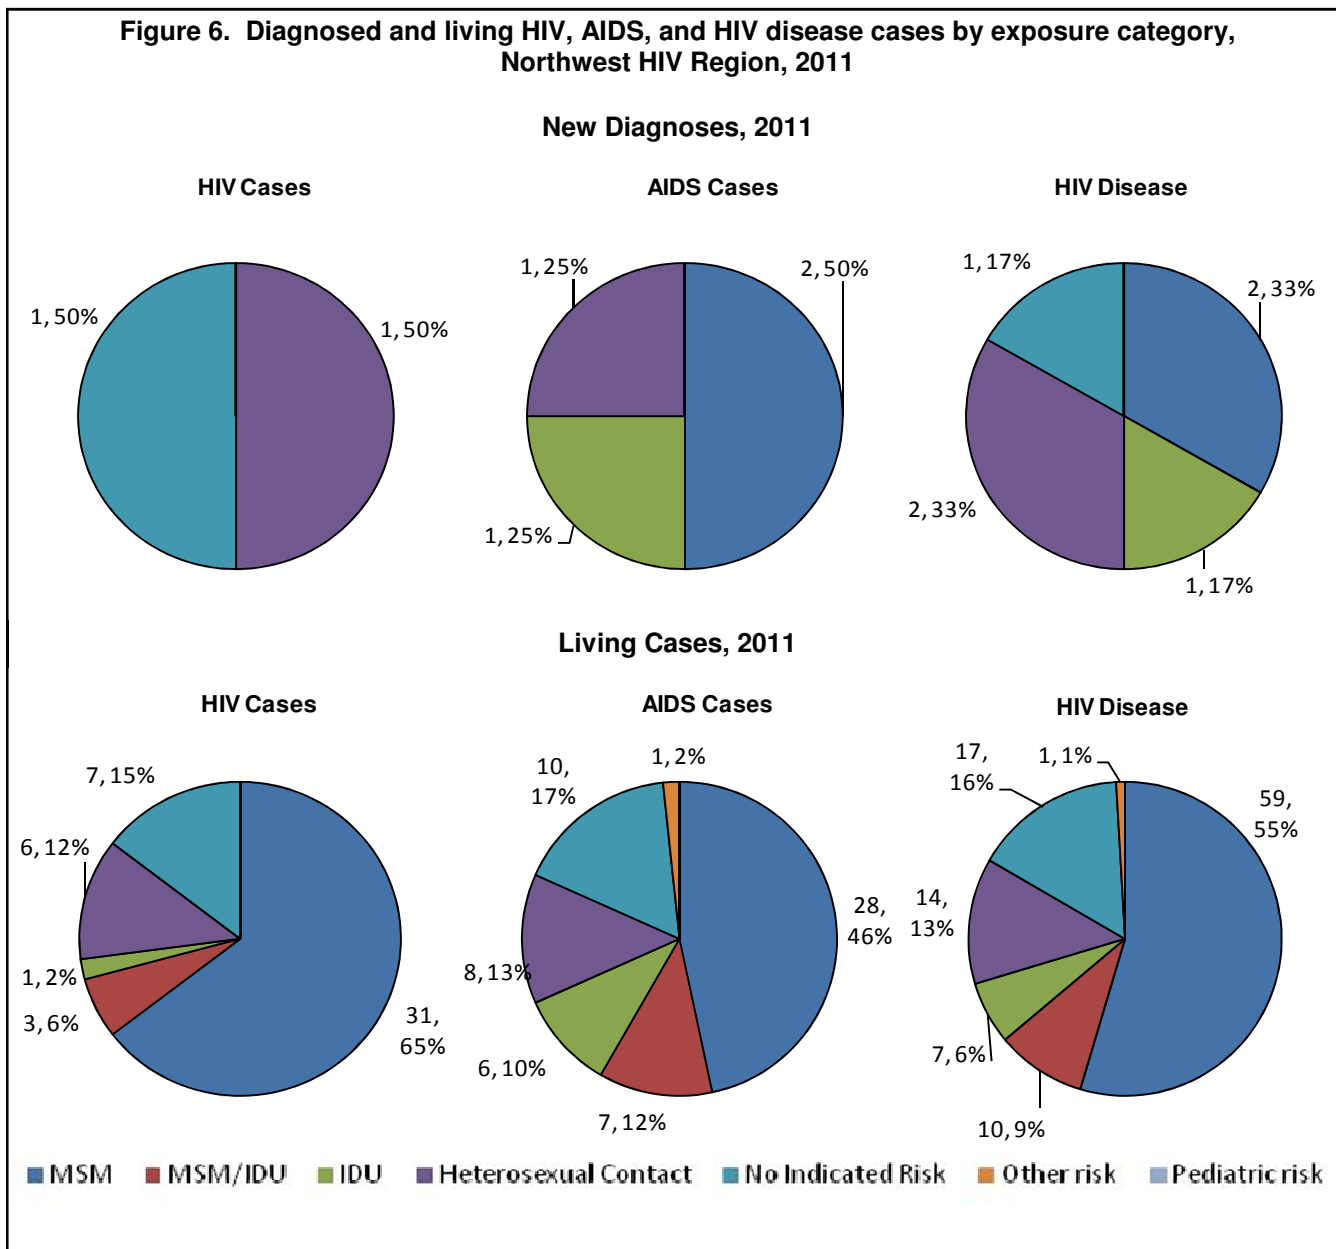 Figure 6. Diagnosed and living HIV, AIDS, and HIV disease cases by exposure category,
Northwest HIV Region, 2011
New Diagnoses, 2011
HIV Cases
1, 50%
1, 50%
AIDS Cases
1, 25%
2, 50%
1, 25%
HIV Disease
1, 17%
2, 33%
2, 33%
1, 17%
Living Cases, 2011
HIV Cases
7, 15%
6, 12%
1, 2%
3, 6%
31,
65%
AIDS Cases
10,
17%
1, 2%
28,
46%
8, 13%
6, 10%
7, 12%
HIV Disease
17,
16%
1, 1%
59,
55%
14,
13%
7, 6%
10, 9%
MSM MSM/IDU IDU Heterosexual Contact No Indicated Risk Other risk Pediatric risk